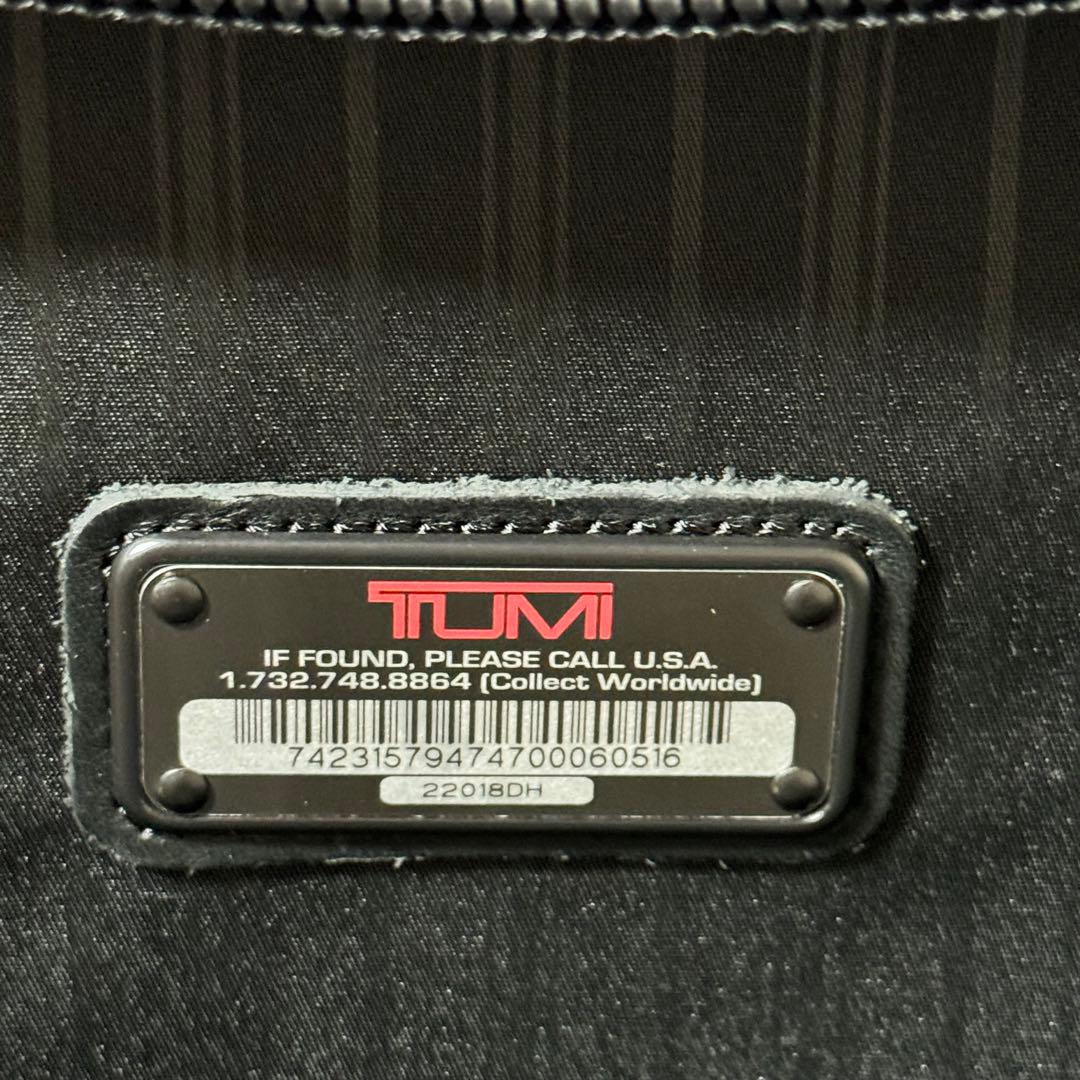 TUMI
IF FOUND, PLEASE CALL U.S.A.
1.732.748.8864 (Collect Worldwide)
74231579474700060516
22018DH